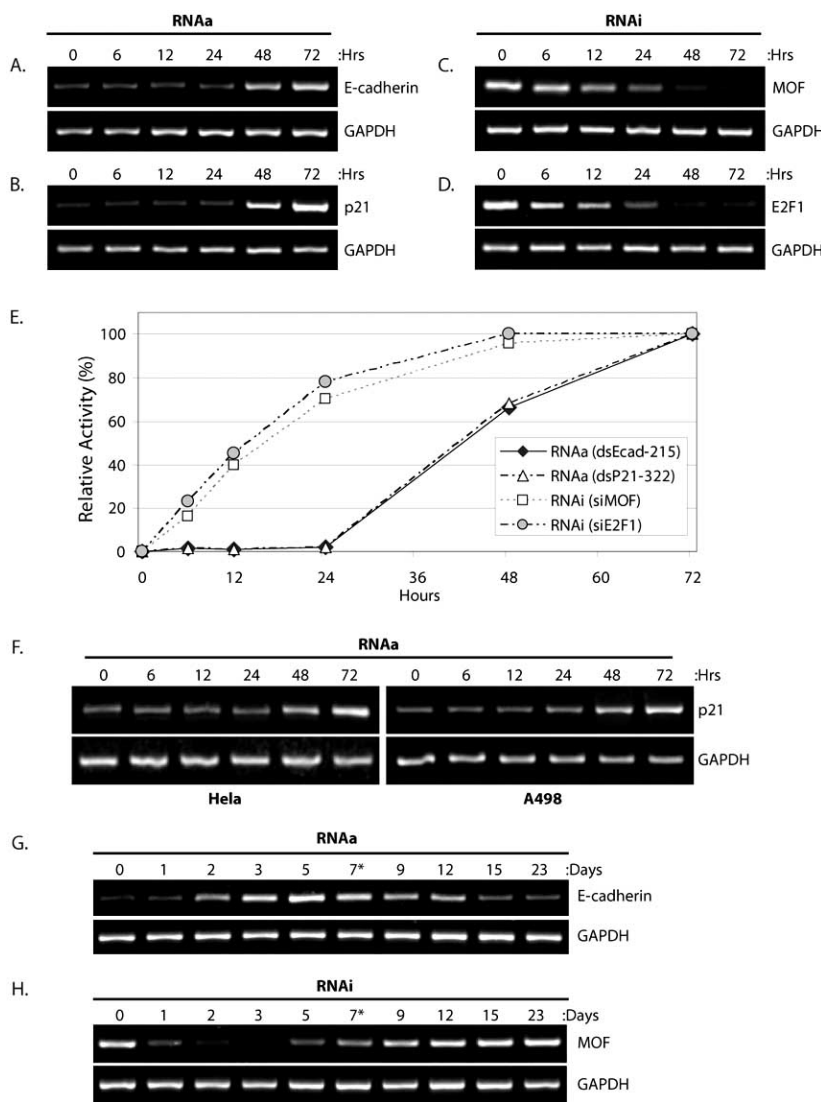 RNAa
RNAi
A.
0 6 12 24 48 72 :Hrs
E-cadherin
GAPDH
C.
0 6 12 24 48 72 :Hrs
MOF
GAPDH
B.
0 6 12 24 48 72 :Hrs
p21
GAPDH
D.
0 6 12 24 48 72 :Hrs
E2F1
GAPDH
E.
Relative Activity (%)
100
80
60
40
20
0
RNAa (dsEcad-215)
RNAa (dsP21-322)
RNAi (siMOF)
RNAi (siE2F1)
0 12 24 36 48 60 72
Hours
F.
RNAa
0 6 12 24 48 72 0 6 12 24 48 72 :Hrs
p21
GAPDH
Hela A498
G.
RNAa
0 1 2 3 5 7* 9 12 15 23 :Days
E-cadherin
GAPDH
H.
RNAi
0 1 2 3 5 7* 9 12 15 23 :Days
MOF
GAPDH